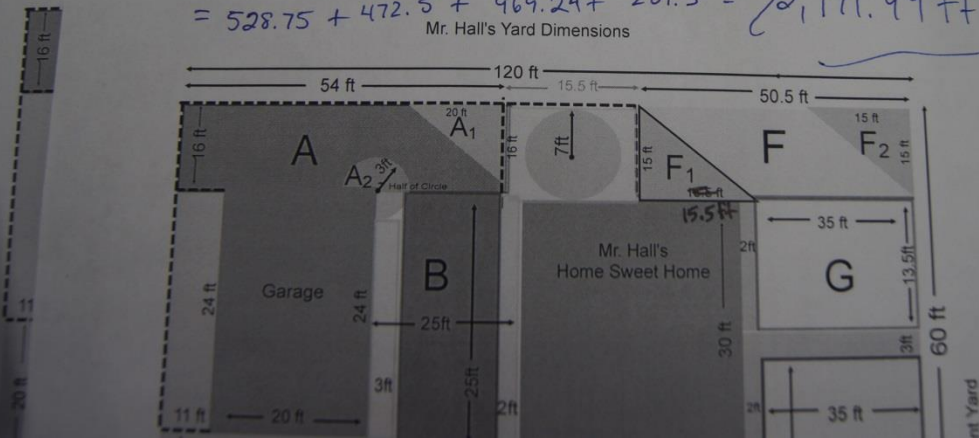 = 528.75 + 472.5 +
Mr. Hall's Yard Dimensions
120 ft
54 ft
15.5 ft
50.5 ft
16 ft
16 ft
A
20 ft
A1
16 ft
7ft
15 ft
F1
F
15 ft
F2
15 ft
A2
3ft
Half of Circle
15.5ft
2ft
35 ft
Mr. Hall's
Home Sweet Home
B
G
13.5ft
Garage
24 ft
24 ft
25ft
30 ft
3ft
60 ft
11
20 ft
3ft
25ft
2ft
2ft
35 ft
11 ft
20 ft
Yard